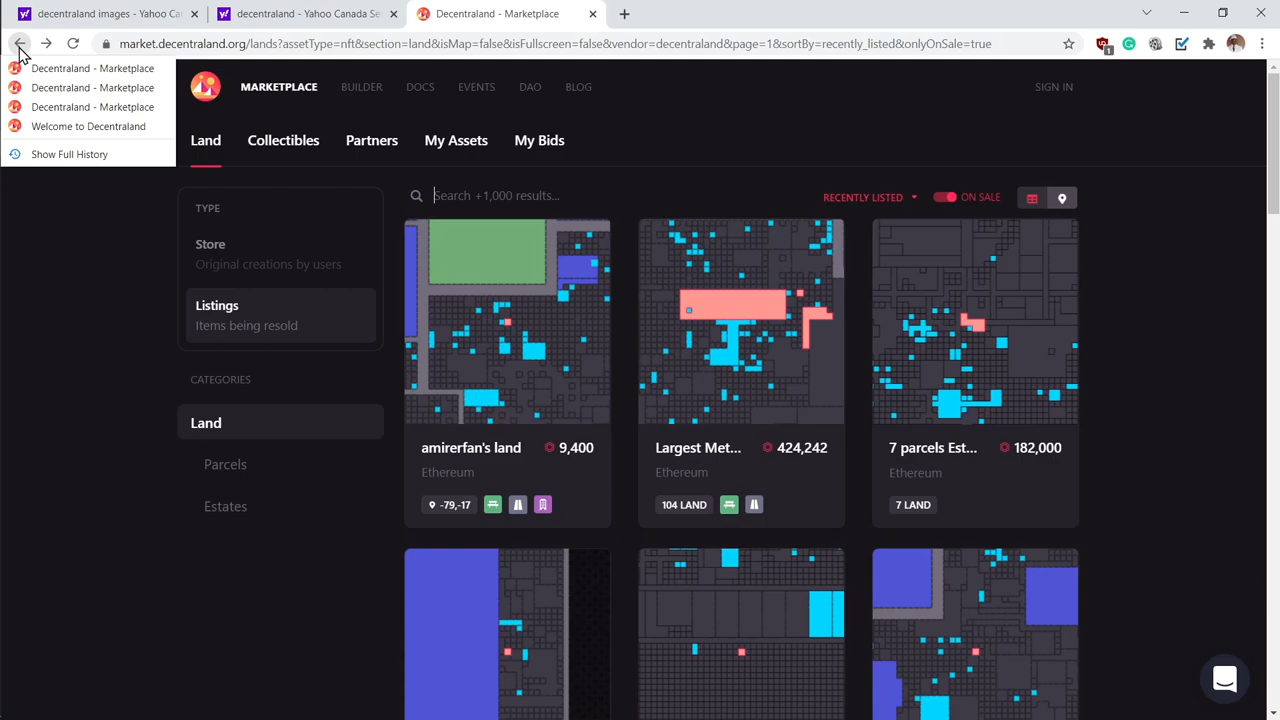 decentraland images - Yahoo Ca
decentraland - Yahoo Canada Se
Decentraland - Marketplace
market.decentraland.org/lands?assetType=nft&section=land&isMap=false&isFullscreen=false&vendor=decentraland&page=1&sortBy=recently_listed&onlyOnSale=true
1
Decentraland - Marketplace
Decentraland - Marketplace
Decentraland - Marketplace
Welcome to Decentraland
Show Full History
MARKETPLACE
BUILDER
DOCS
EVENTS
DAO
BLOG
SIGN IN
Land
Collectibles
Partners
My Assets
My Bids
TYPE
Store
Original creations by users
Listings
Items being resold
CATEGORIES
Land
Parcels
Estates
Search +1,000 results...
RECENTLY LISTED
ON SALE
amirerfan's land
9,400
Ethereum
-79,-17
Largest Met...
424,242
Ethereum
104 LAND
7 parcels Est...
182,000
Ethereum
7 LAND